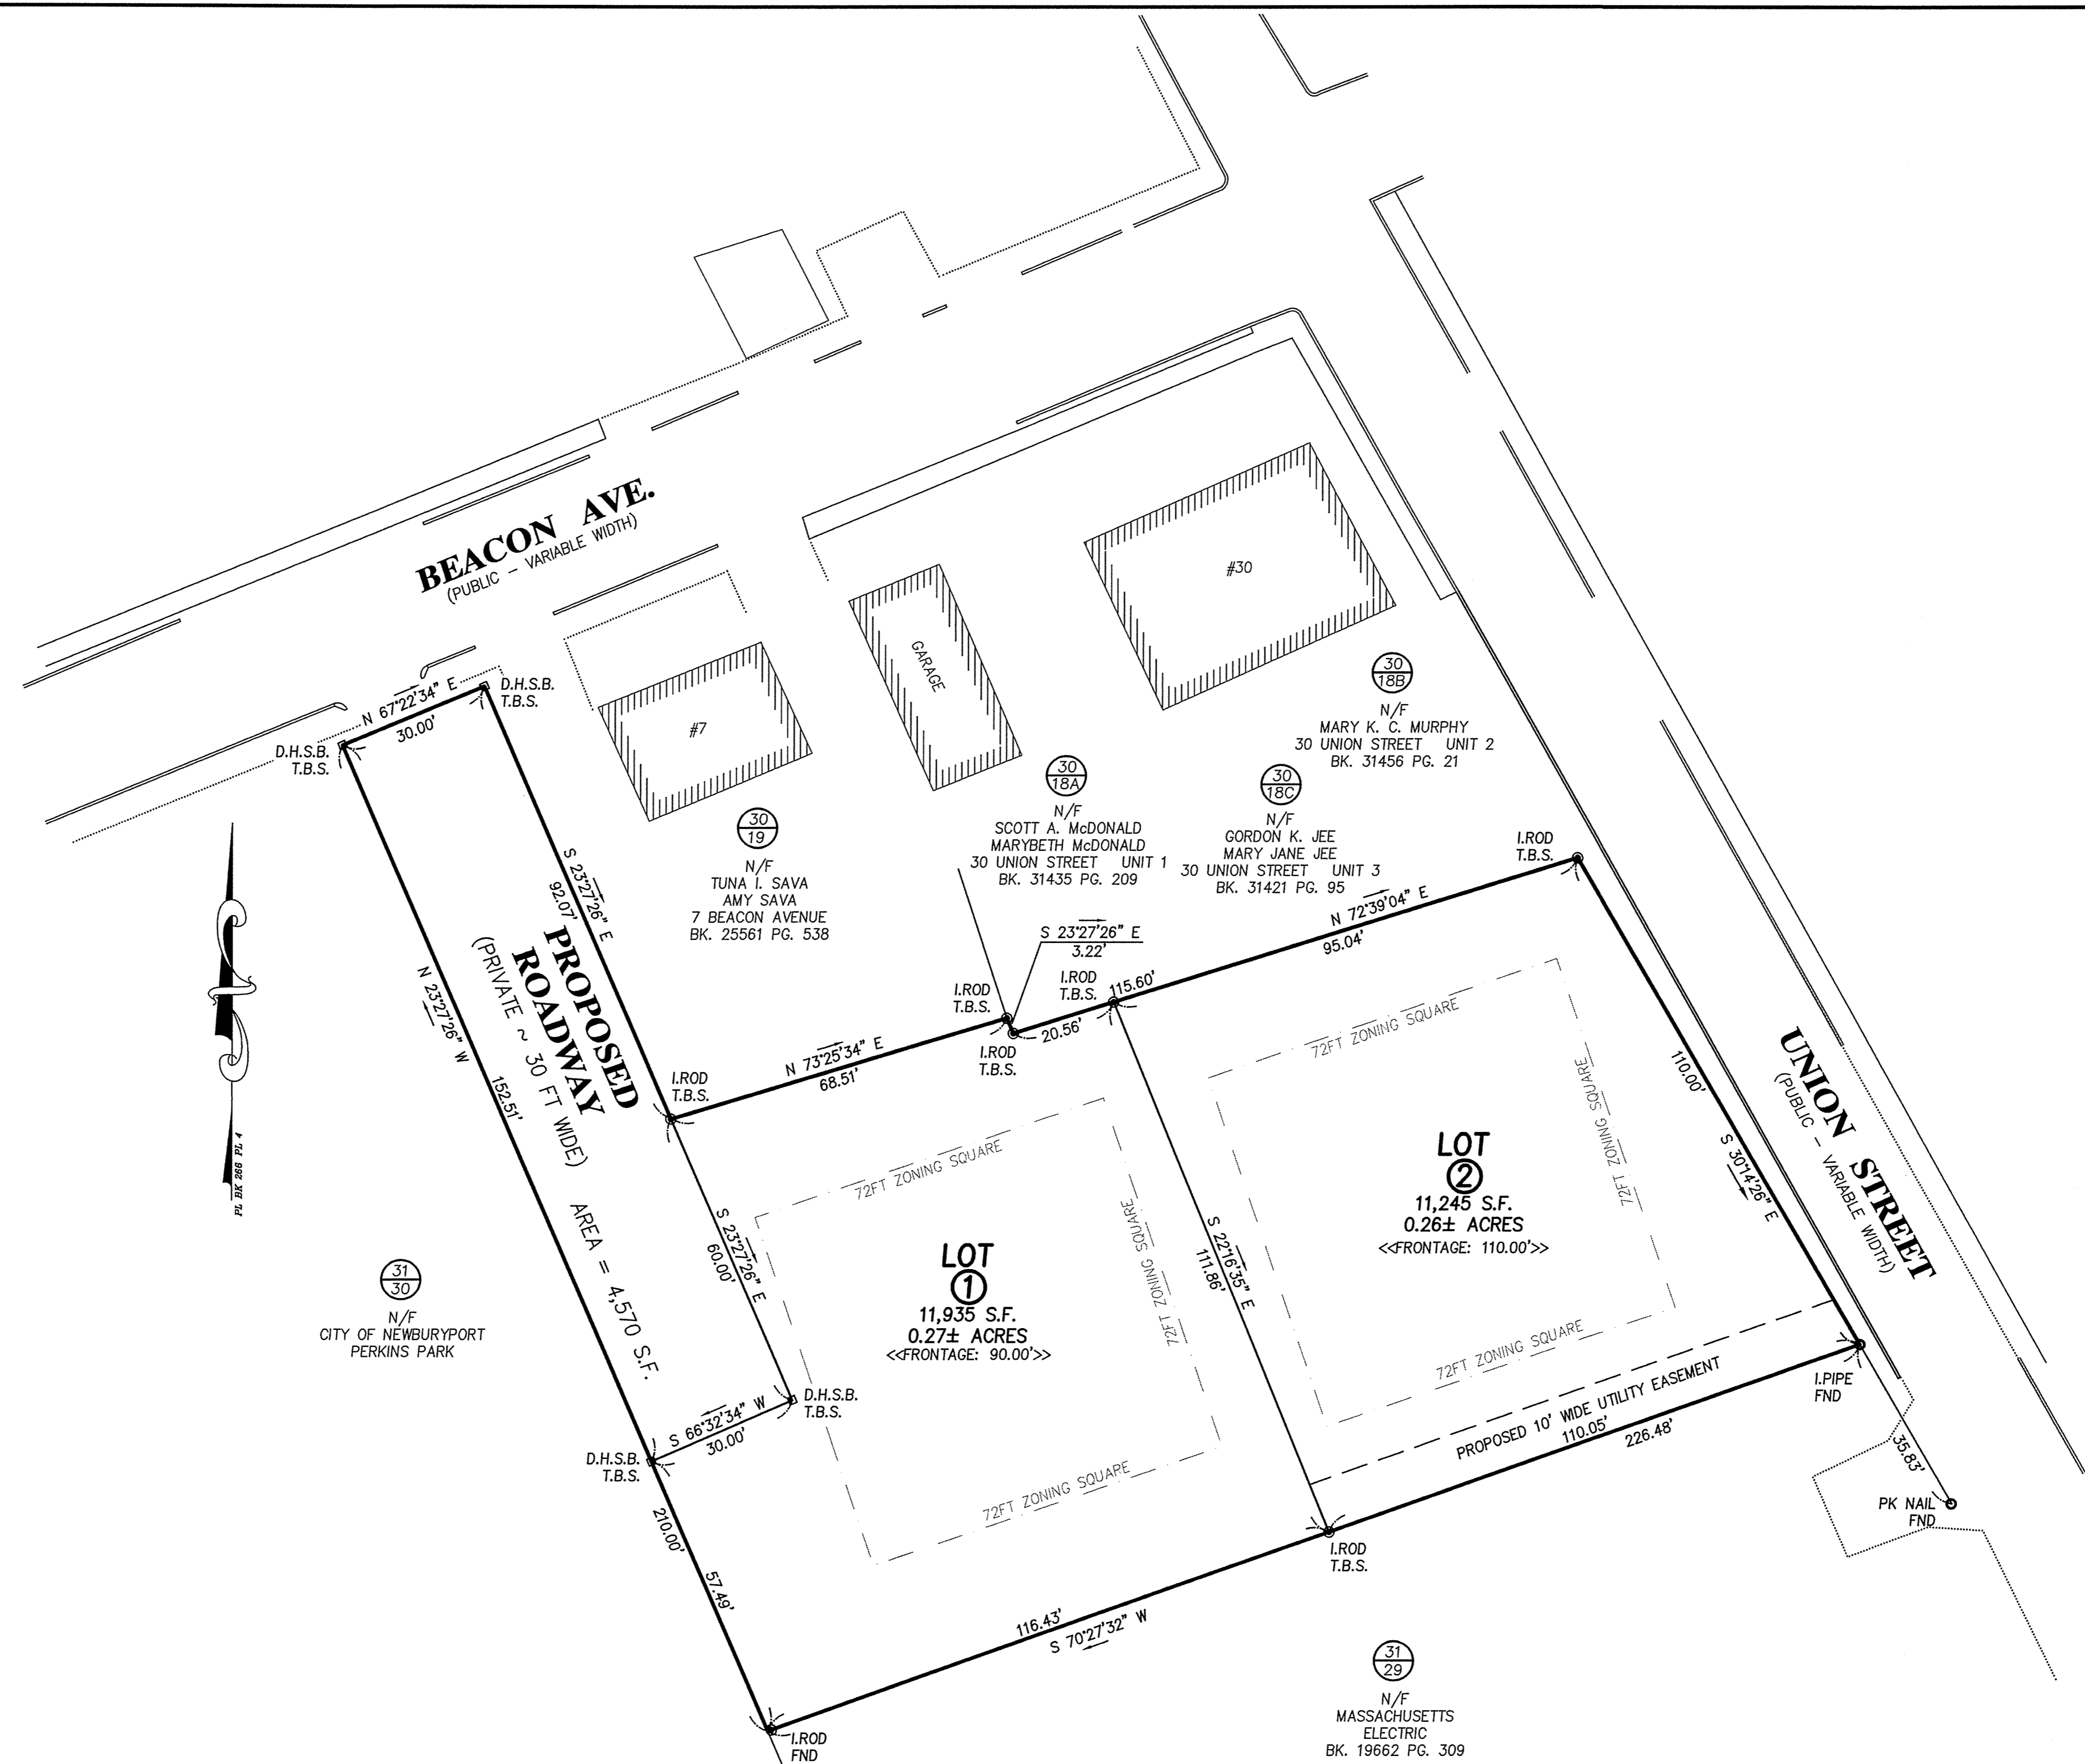 BEACON AVE.
(PUBLIC - VARIABLE WIDTH)
#30
GARAGE
#7
N 67°22'34" E
30.00'
D.H.S.B.
T.B.S.
D.H.S.B.
T.B.S.
30
18B
N/F
MARY K. C. MURPHY
30 UNION STREET UNIT 2
BK. 31456 PG. 21
30
18A
N/F
SCOTT A. McDONALD
MARYBETH McDONALD
30 UNION STREET UNIT 1
BK. 31435 PG. 209
30
18C
N/F
GORDON K. JEE
MARY JANE JEE
30 UNION STREET UNIT 3
BK. 31421 PG. 95
30
19
N/F
TUNA I. SAVA
AMY SAVA
7 BEACON AVENUE
BK. 25561 PG. 538
S 23°27'26" E
92.07'
I.ROD
T.B.S.
N 72°39'04" E
95.04'
S 23°27'26" E
3.22'
I.ROD
T.B.S.
I.ROD
T.B.S.
115.60'
20.56'
I.ROD
T.B.S.
N 73°25'34" E
68.51'
I.ROD
T.B.S.
PROPOSED
ROADWAY
(PRIVATE ~ 30 FT WIDE)
AREA = 4,570 S.F.
N 23°27'26" W
152.51'
PL BK 266 PL 4
UNION STREET
(PUBLIC - VARIABLE WIDTH)
110.00'
S 30°14'26" E
72FT ZONING SQUARE
72FT ZONING SQUARE
LOT
2
11,245 S.F.
0.26± ACRES
<<FRONTAGE: 110.00'>>
72FT ZONING SQUARE
72FT ZONING SQUARE
S 22°16'35" E
111.86'
S 23°27'26" E
60.00'
LOT
1
11,935 S.F.
0.27± ACRES
<<FRONTAGE: 90.00'>>
72FT ZONING SQUARE
72FT ZONING SQUARE
31
30
N/F
CITY OF NEWBURYPORT
PERKINS PARK
D.H.S.B.
T.B.S.
S 66°32'34" W
30.00'
D.H.S.B.
T.B.S.
PROPOSED 10' WIDE UTILITY EASEMENT
110.05'
226.48'
I.PIPE
FND
35.83'
PK NAIL
FND
I.ROD
T.B.S.
210.00'
57.49'
116.43'
S 70°27'32" W
I.ROD
FND
31
29
N/F
MASSACHUSETTS
ELECTRIC
BK. 19662 PG. 309